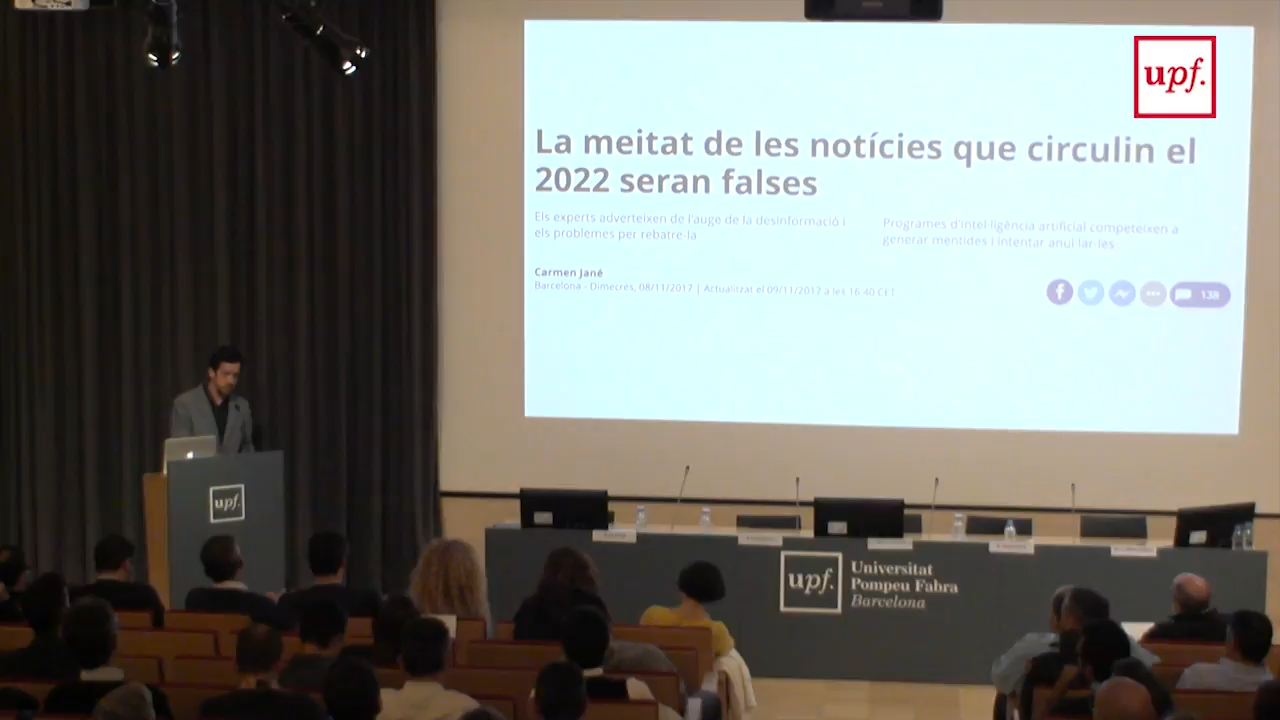 upf.
La meitat de les notícies que circulin el
2022 seran falses
Els experts adverteixen de l'auge de la desinformació i
els problemes per rebatre-la
Programes d'intel·ligència artificial competeixen a
generar mentides i intentar anul·lar-les
Carmen Jané
Barcelona - Dimecres, 08/11/2017 | Actualitzat el 09/11/2017 a les 16:40 CET
138
upf.
upf.
Universitat
Pompeu Fabra
Barcelona